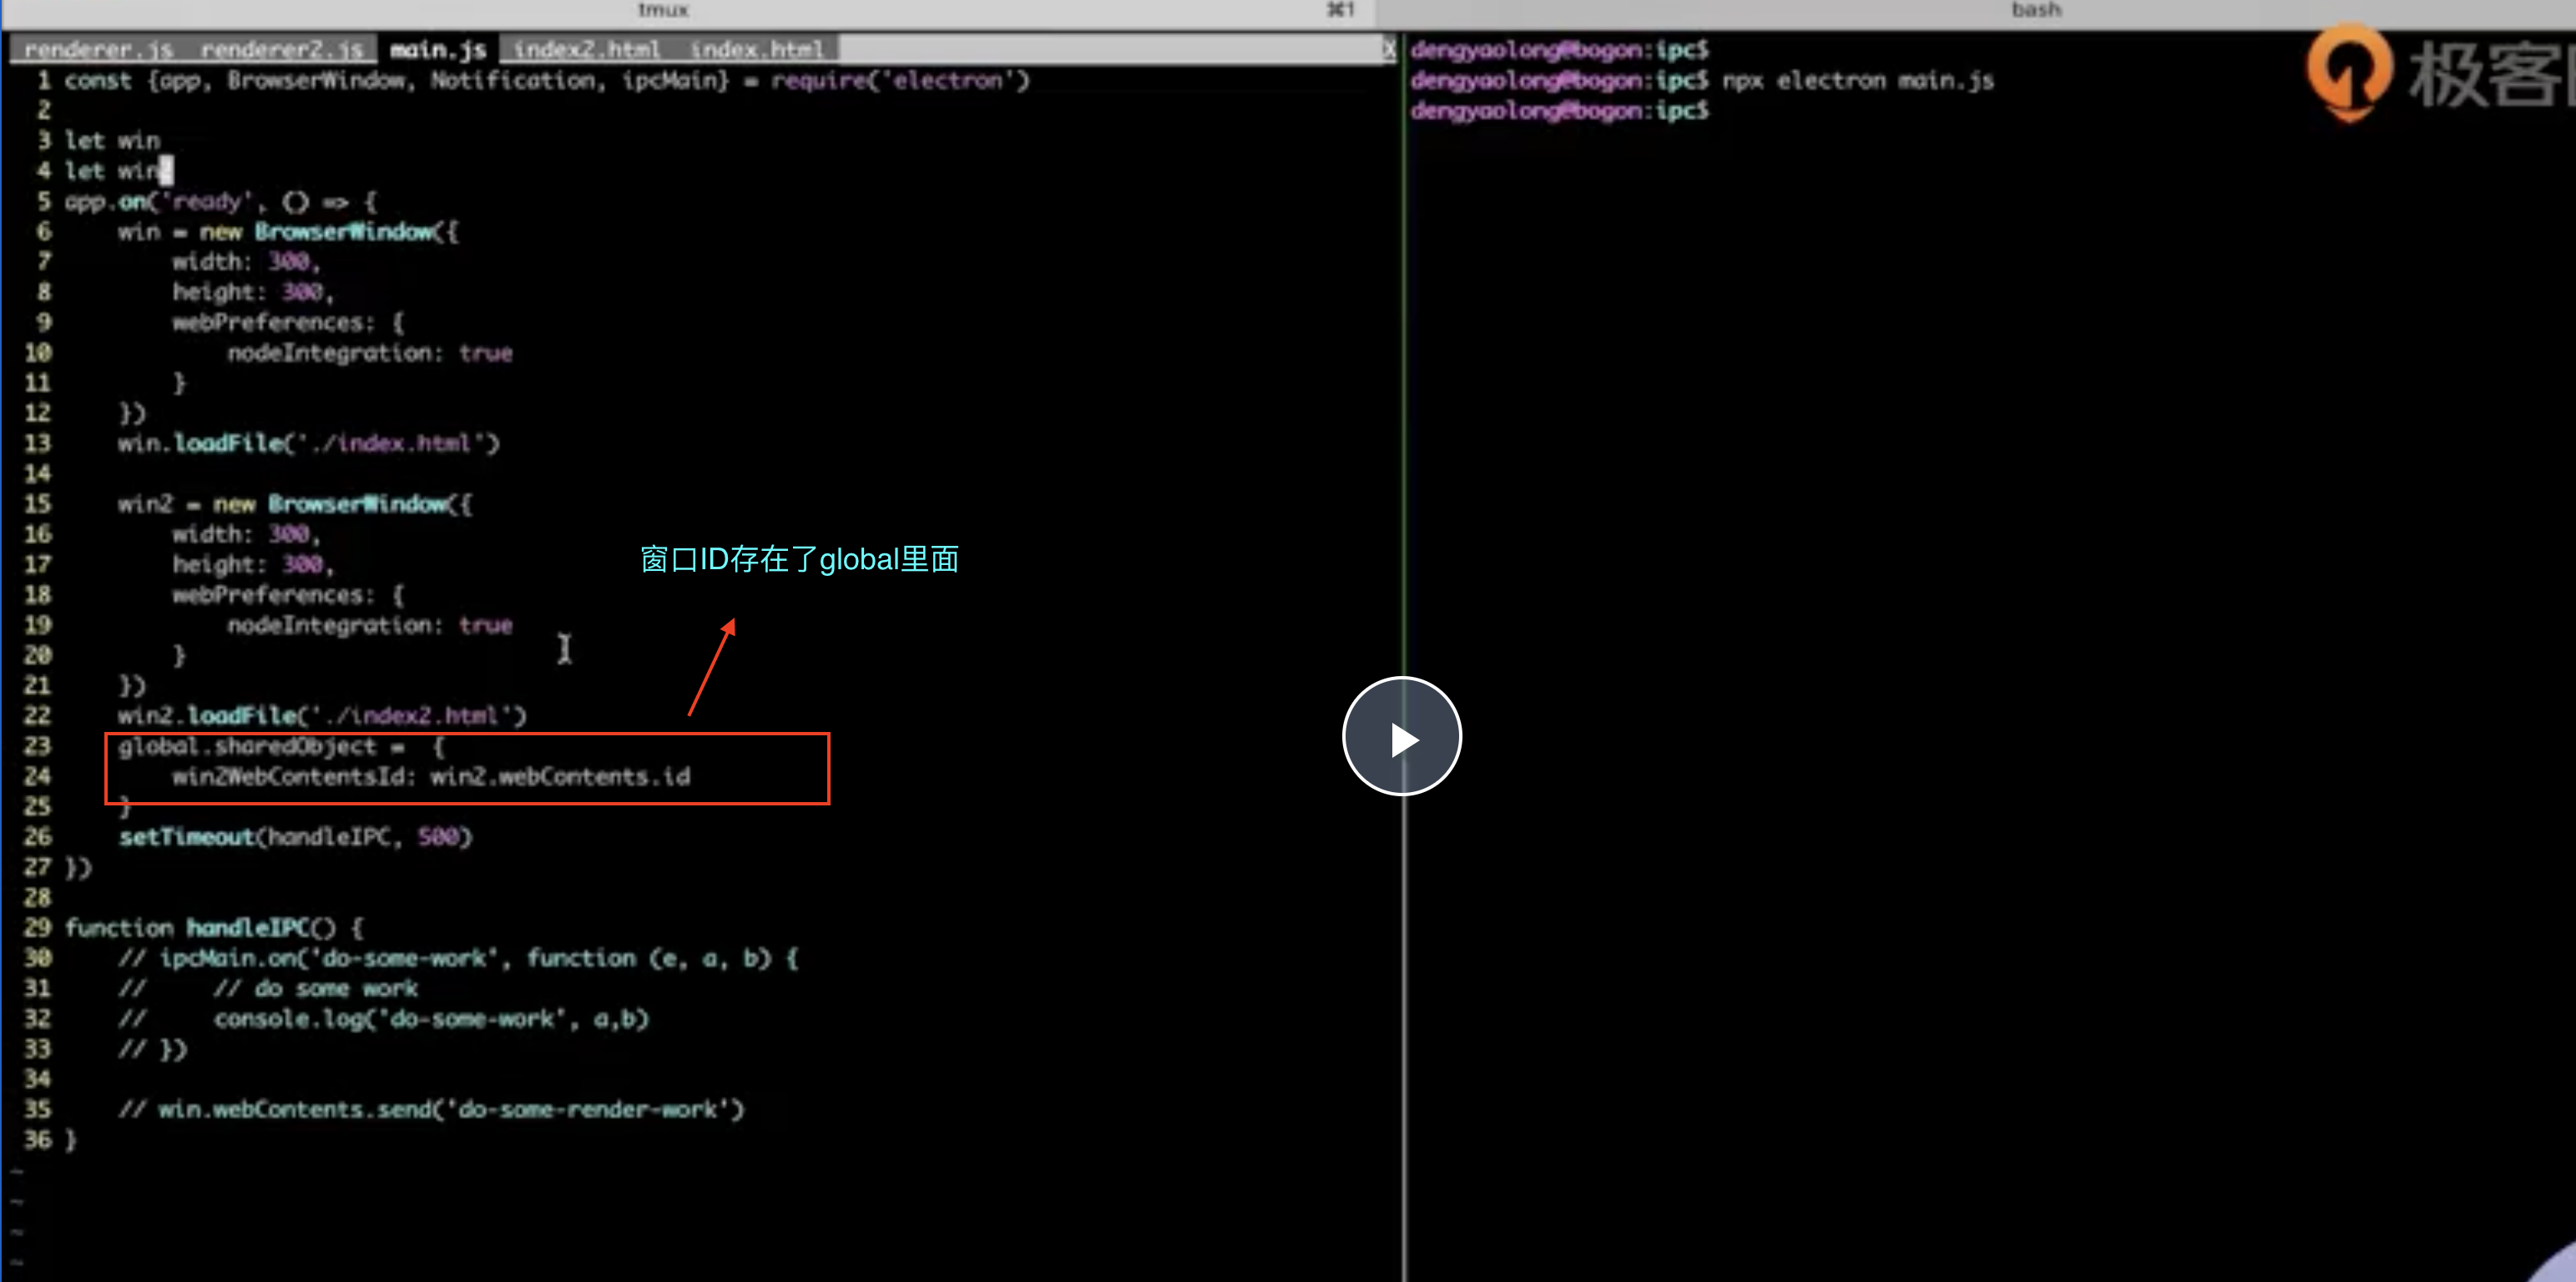 tmux
⌘1
bash
renderer.js renderer2.js main.js index2.html index.html X
1 const {app, BrowserWindow, Notification, ipcMain} = require('electron')
2
3 let win
4 let win2
5 app.on('ready', () => {
6 win = new BrowserWindow({
7 width: 300,
8 height: 300,
9 webPreferences: {
10 nodeIntegration: true
11 }
12 })
13 win.loadFile('./index.html')
14
15 win2 = new BrowserWindow({
16 width: 300,
17 height: 300,
18 webPreferences: {
19 nodeIntegration: true
20 }
21 })
22 win2.loadFile('./index2.html')
23 global.sharedObject = {
24 win2WebContentsId: win2.webContents.id
25 }
26 setTimeout(handleIPC, 500)
27 })
28
29 function handleIPC() {
30 // ipcMain.on('do-some-work', function (e, a, b) {
31 // // do some work
32 // console.log('do-some-work', a,b)
33 // })
34
35 // win.webContents.send('do-some-render-work')
36 }
~
~
~
~
窗口ID存在了global里面
dengyaolong@bogon:ipc$
dengyaolong@bogon:ipc$ npx electron main.js
dengyaolong@bogon:ipc$
极客